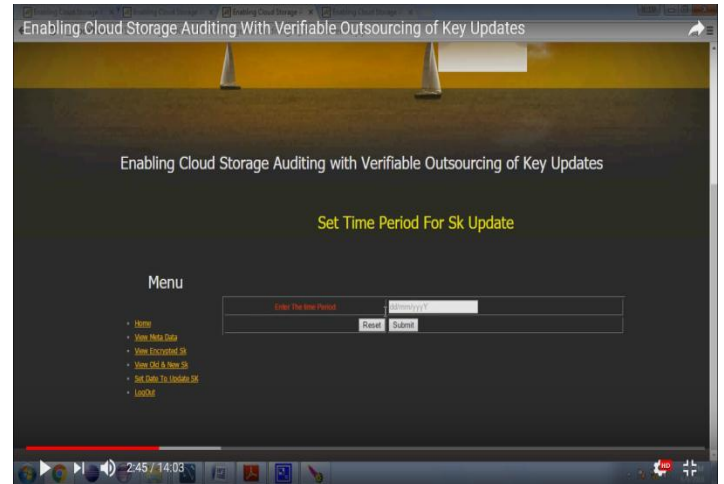 Enabling Cloud Storage Auditing With Verifiable Outsourcing of Key Updates
Enabling Cloud Storage Auditing with Verifiable Outsourcing of Key Updates
Set Time Period For Sk Update
Menu
Enter The time Period
dd/mm/yyyY
Reset Submit
Home
View Meta Data
View Encrypted Sk
View Old & New Sk
Set Date To Update SK
LogOut
2:45 / 14:03
HD